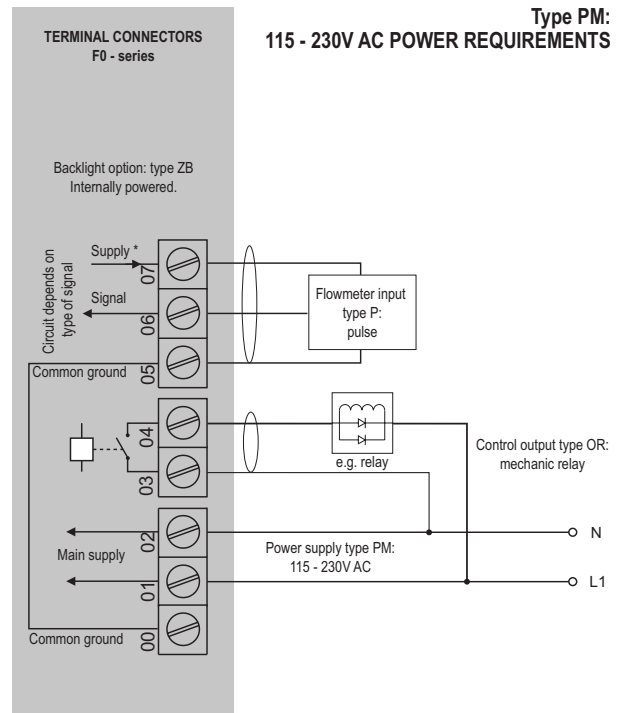 Type PM:
115 - 230V AC POWER REQUIREMENTS
TERMINAL CONNECTORS
F0 - series
Backlight option: type ZB
Internally powered.
Circuit depends on
type of signal
Supply *
07
Signal
06
Flowmeter input
type P:
pulse
Common ground
05
04
03
e.g. relay
Control output type OR:
mechanic relay
02
Main supply
01
Power supply type PM:
115 - 230V AC
N
L1
Common ground
00